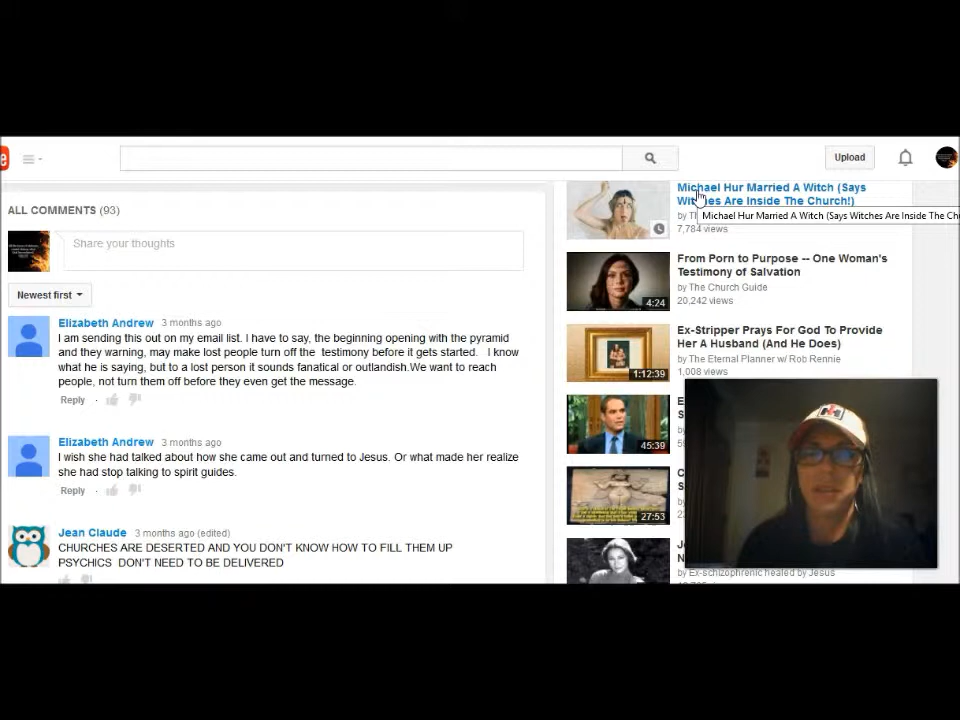 e
Upload
ALL COMMENTS (93)
Share your thoughts
Newest first
Elizabeth Andrew 3 months ago
I am sending this out on my email list. I have to say, the beginning opening with the pyramid
and they warning, may make lost people turn off the testimony before it gets started. I know
what he is saying, but to a lost person it sounds fanatical or outlandish.We want to reach
people, not turn them off before they even get the message.
Reply
Elizabeth Andrew 3 months ago
I wish she had talked about how she came out and turned to Jesus. Or what made her realize
she had stop talking to spirit guides.
Reply
Jean Claude 3 months ago (edited)
CHURCHES ARE DESERTED AND YOU DON'T KNOW HOW TO FILL THEM UP
PSYCHICS DON'T NEED TO BE DELIVERED
Michael Hur Married A Witch (Says
Witches Are Inside The Church!)
by Th
Michael Hur Married A Witch (Says Witches Are Inside The Ch
7,784 views
From Porn to Purpose -- One Woman's
Testimony of Salvation
by The Church Guide
20,242 views
4:24
Ex-Stripper Prays For God To Provide
Her A Husband (And He Does)
by The Eternal Planner w/ Rob Rennie
1,008 views
1:12:39
45:39
27:53
by Ex-schizophrenic healed by Jesus